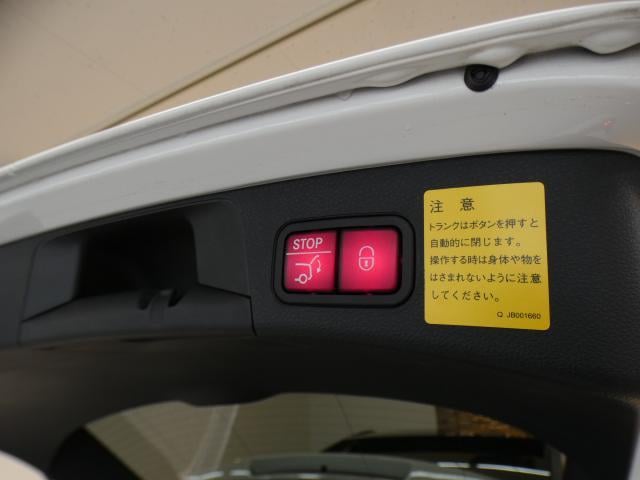 STOP
注意
トランクはボタンを押すと
自動的に閉じます。
操作する時は身体や物を
はさまれないように注意
してください。
Q JB001660